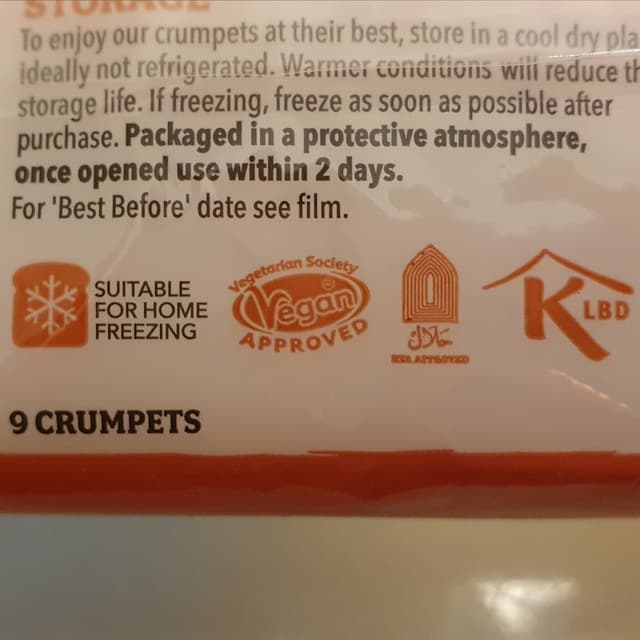 STORAGE
To enjoy our crumpets at their best, store in a cool dry pla
ideally not refrigerated. Warmer conditions will reduce th
storage life. If freezing, freeze as soon as possible after
purchase. Packaged in a protective atmosphere,
once opened use within 2 days.
For 'Best Before' date see film.
SUITABLE
FOR HOME
FREEZING
Vegetarian Society
Vegan®
APPROVED
حلال
APPROVED
K LBD
9 CRUMPETS